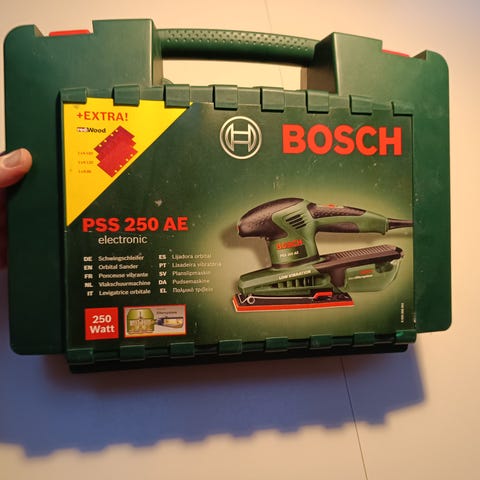 +EXTRA!
Wood
BOSCH
PSS 250 AE
electronic
DE Schwingschleifer
EN Orbital Sander
FR Ponceuse vibrante
NL Vlakschuurmachine
IT Levigatrice orbitale
ES Lijadora orbital
PT Lixadeira vibratória
SV Planslipmaskin
DA Pudsemaskine
EL Παλμικό τριβείο
250
Watt
BOSCH
PSS 250 AE
LOW VIBRATION